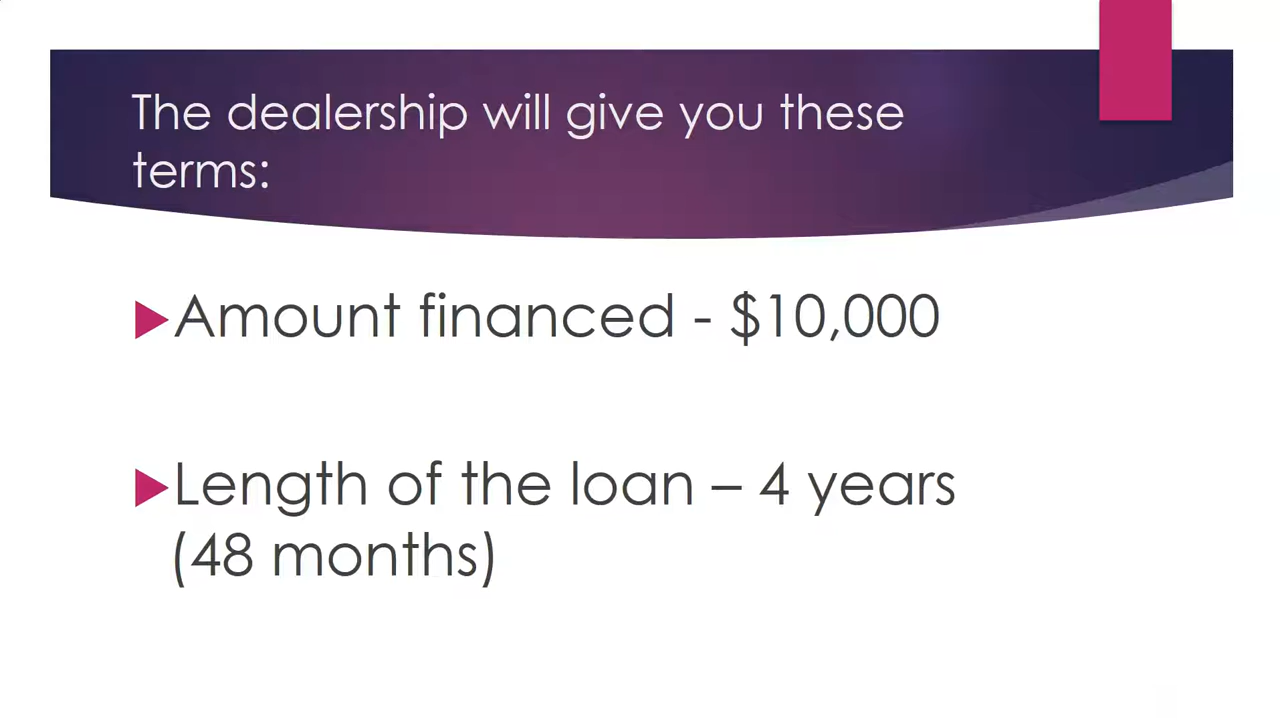 The dealership will give you these
terms:
Amount financed - $10,000
Length of the loan – 4 years
(48 months)